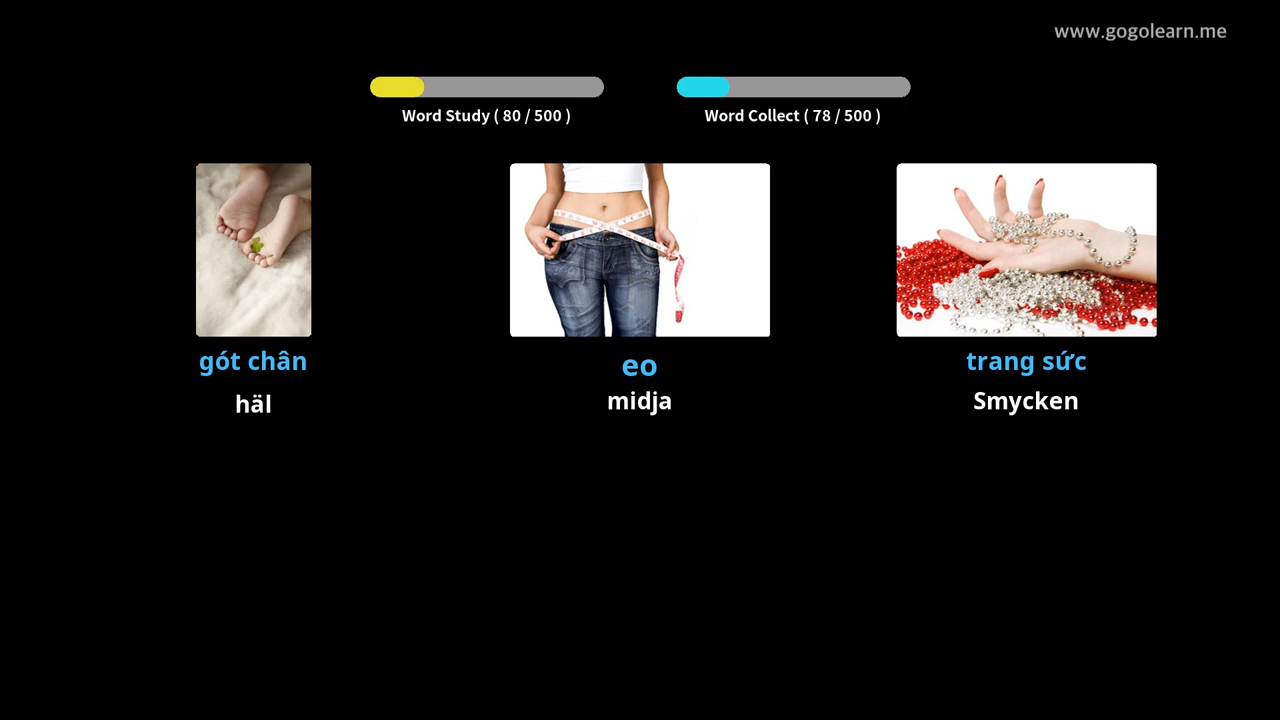 www.gogolearn.me
Word Study ( 80 / 500 )
Word Collect ( 78 / 500 )
gót chân
häl
eo
midja
trang sức
Smycken